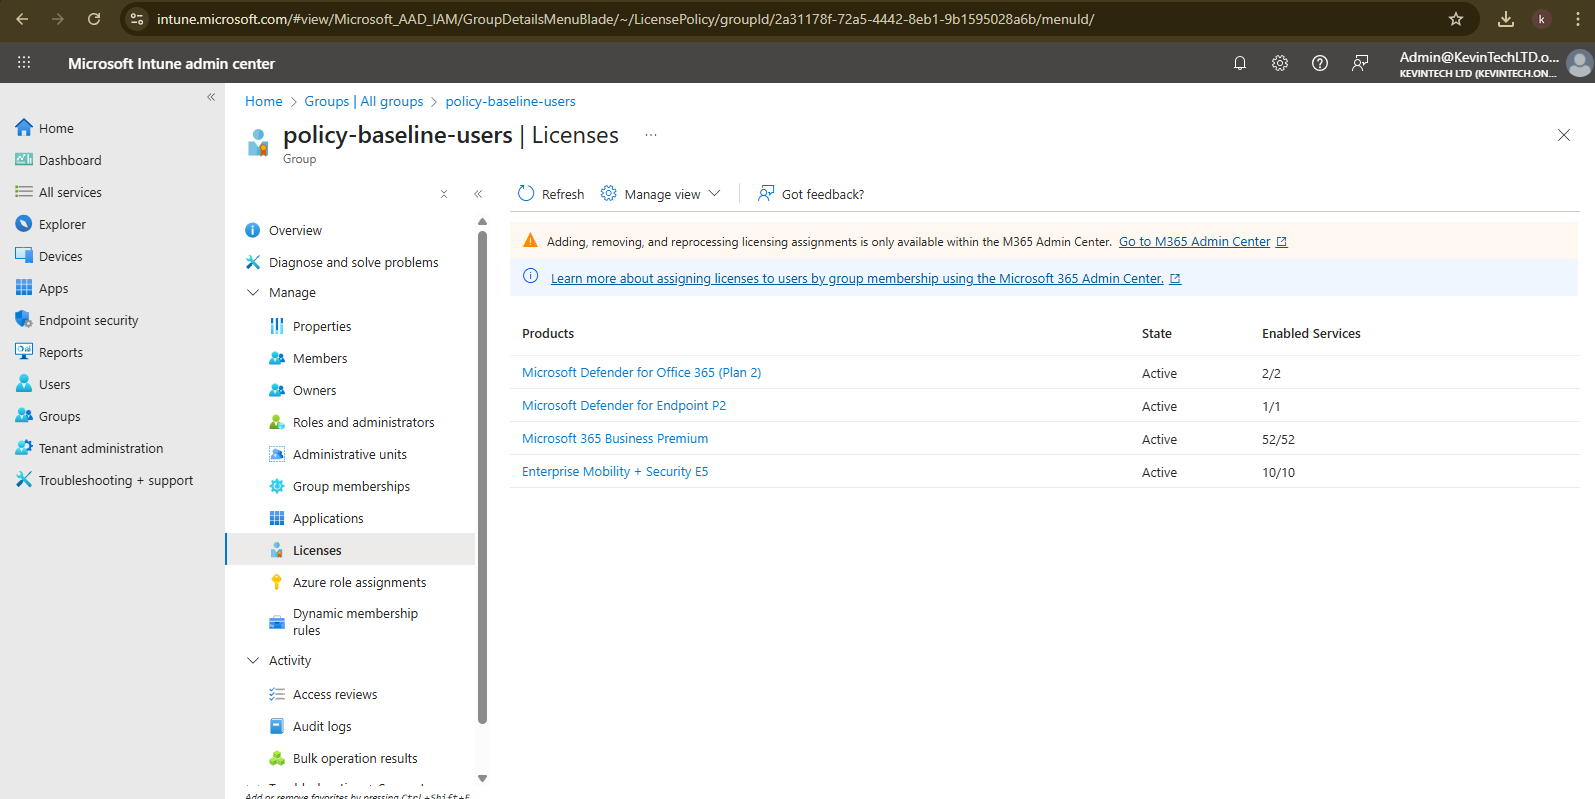 intune.microsoft.com/#view/Microsoft_AAD_IAM/GroupDetailsMenuBlade/~/LicensePolicy/groupId/2a31178f-72a5-4442-8eb1-9b1595028a6b/menuId/
k
Microsoft Intune admin center
Admin@KevinTechLTD.o...
KEVINTECH LTD (KEVINTECH.ON...
Home
Dashboard
All services
Explorer
Devices
Apps
Endpoint security
Reports
Users
Groups
Tenant administration
Troubleshooting + support
Home > Groups | All groups > policy-baseline-users
policy-baseline-users | Licenses ...
Group
Overview
Diagnose and solve problems
Manage
Properties
Members
Owners
Roles and administrators
Administrative units
Group memberships
Applications
Licenses
Azure role assignments
Dynamic membership
rules
Activity
Access reviews
Audit logs
Bulk operation results
Add or remove favorites by pressing Ctrl+Shift+F
Refresh Manage view Got feedback?
Adding, removing, and reprocessing licensing assignments is only available within the M365 Admin Center. Go to M365 Admin Center
Learn more about assigning licenses to users by group membership using the Microsoft 365 Admin Center.
Products State Enabled Services
Microsoft Defender for Office 365 (Plan 2) Active 2/2
Microsoft Defender for Endpoint P2 Active 1/1
Microsoft 365 Business Premium Active 52/52
Enterprise Mobility + Security E5 Active 10/10